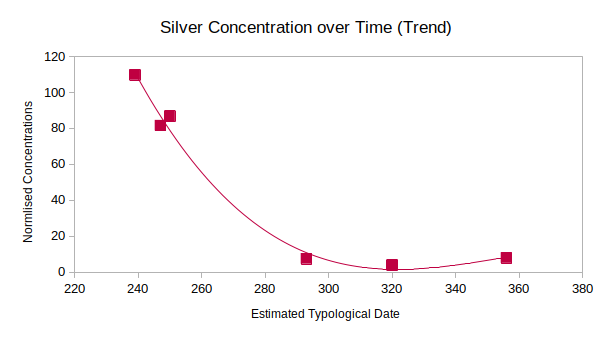 Silver Concentration over Time (Trend)
Normlised Concentrations
120
100
80
60
40
20
0
220 240 260 280 300 320 340 360 380
Estimated Typological Date